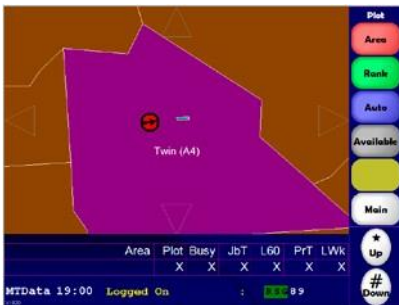 Plot
Area
Rank
Auto
Available
Twin (A4)
Main
Area Plot Busy JbT L60 PrT LWk
X X X X X X
*
Up
MTData 19:00 Logged On : 89
#
Down